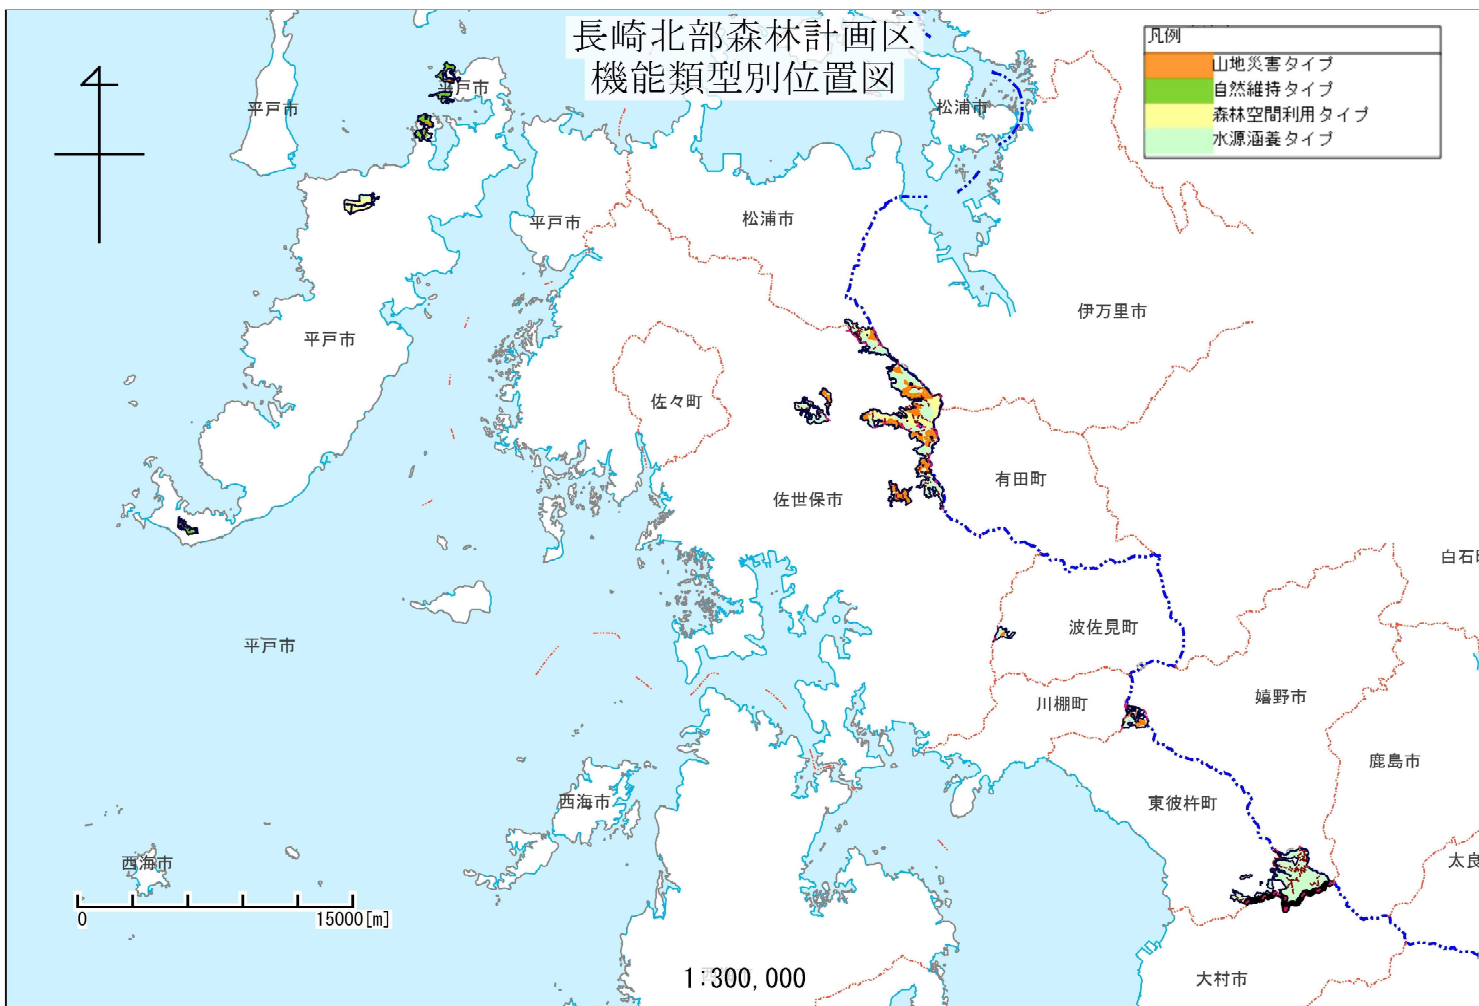 長崎北部森林計画区
機能類型別位置図
凡例
山地災害タイプ
自然維持タイプ
森林空間利用タイプ
水源涵養タイプ
平戸市
平戸市
松浦市
平戸市
松浦市
伊万里市
平戸市
佐々町
有田町
佐世保市
白石
波佐見町
平戸市
川棚町
嬉野市
鹿島市
西海市
東彼杵町
西海市
太良
0
15000[m]
1:300,000
大村市